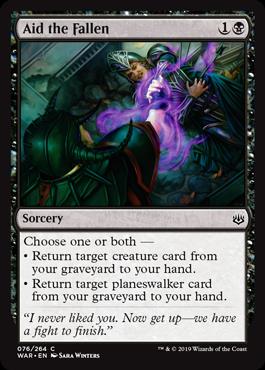 Aid the Fallen 1
Sorcery
Choose one or both —
• Return target creature card from
your graveyard to your hand.
• Return target planeswalker card
from your graveyard to your hand.
“I never liked you. Now get up—we have
a fight to finish.”
076/264 C
WAR • EN SARA WINTERS
™ & © 2019 Wizards of the Coast